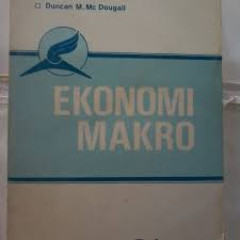 □ Duncan M. Mc Dougall
EKONOMI
MAKRO